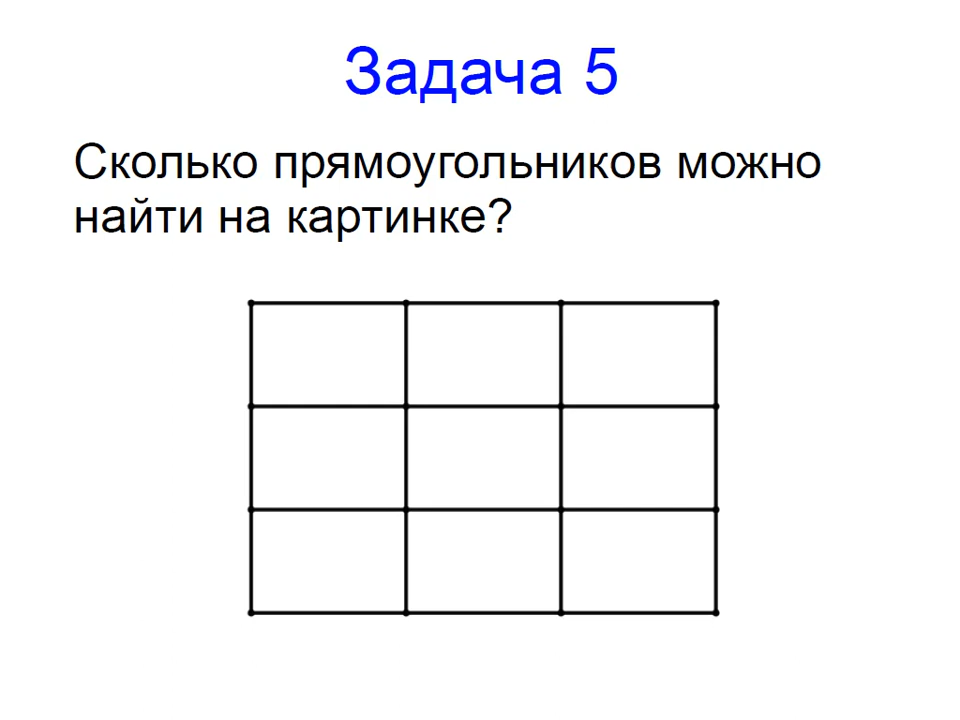 Задача 5
Сколько прямоугольников можно
найти на картинке?